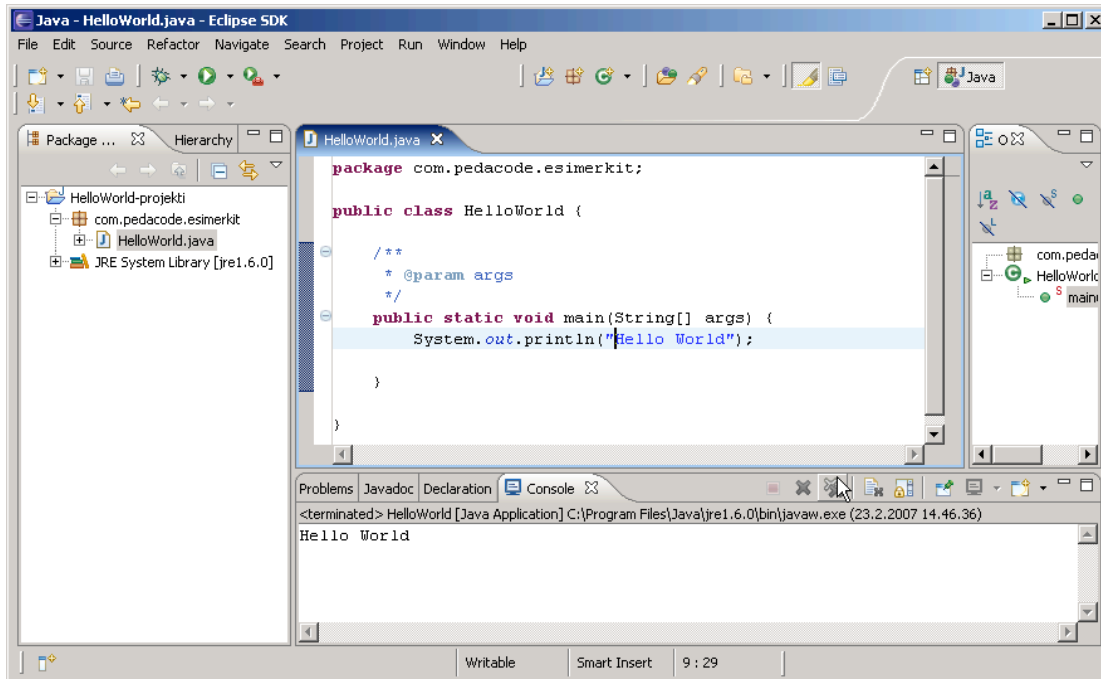 Java - HelloWorld.java - Eclipse SDK
File Edit Source Refactor Navigate Search Project Run Window Help
Java
Package ... Hierarchy
HelloWorld-projekti
com.pedacode.esimerkit
HelloWorld.java
JRE System Library [jre1.6.0]
HelloWorld.java
package com.pedacode.esimerkit;
public class HelloWorld {
/**
* @param args
*/
public static void main(String[] args) {
System.out.println("Hello World");
}
}
O
com.peda
HelloWorld
main
Problems Javadoc Declaration Console
<terminated> HelloWorld [Java Application] C:\Program Files\Java\jre1.6.0\bin\javaw.exe (23.2.2007 14.46.36)
Hello World
Writable Smart Insert 9 : 29